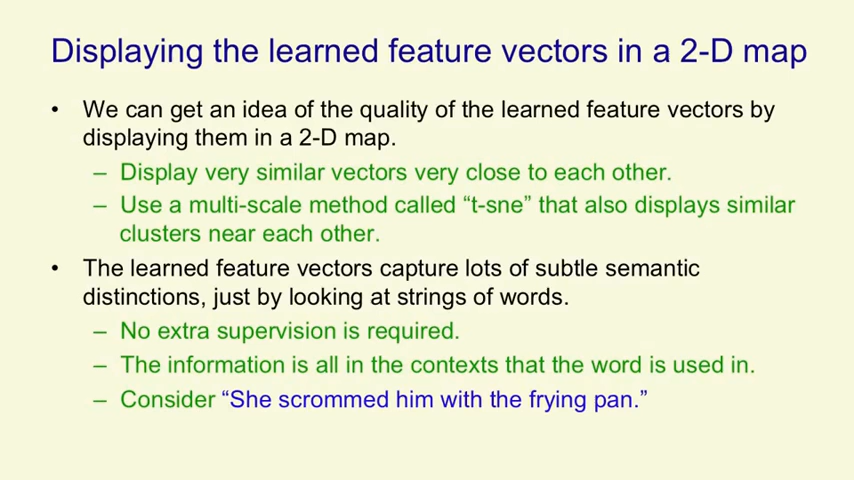 Displaying the learned feature vectors in a 2-D map
• We can get an idea of the quality of the learned feature vectors by
displaying them in a 2-D map.
– Display very similar vectors very close to each other.
– Use a multi-scale method called “t-sne” that also displays similar
clusters near each other.
• The learned feature vectors capture lots of subtle semantic
distinctions, just by looking at strings of words.
– No extra supervision is required.
– The information is all in the contexts that the word is used in.
– Consider “She scrommed him with the frying pan.”